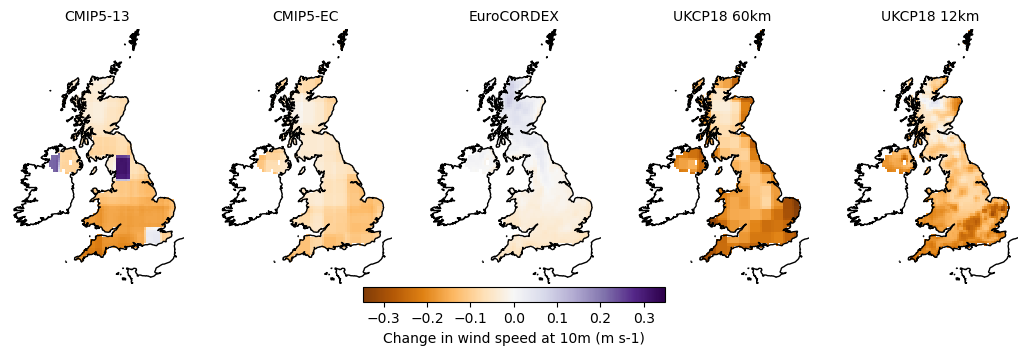 CMIP5-13
CMIP5-EC
EuroCORDEX
UKCP18 60km
UKCP18 12km
−0.3 −0.2 −0.1 0.0 0.1 0.2 0.3
Change in wind speed at 10m (m s-1)